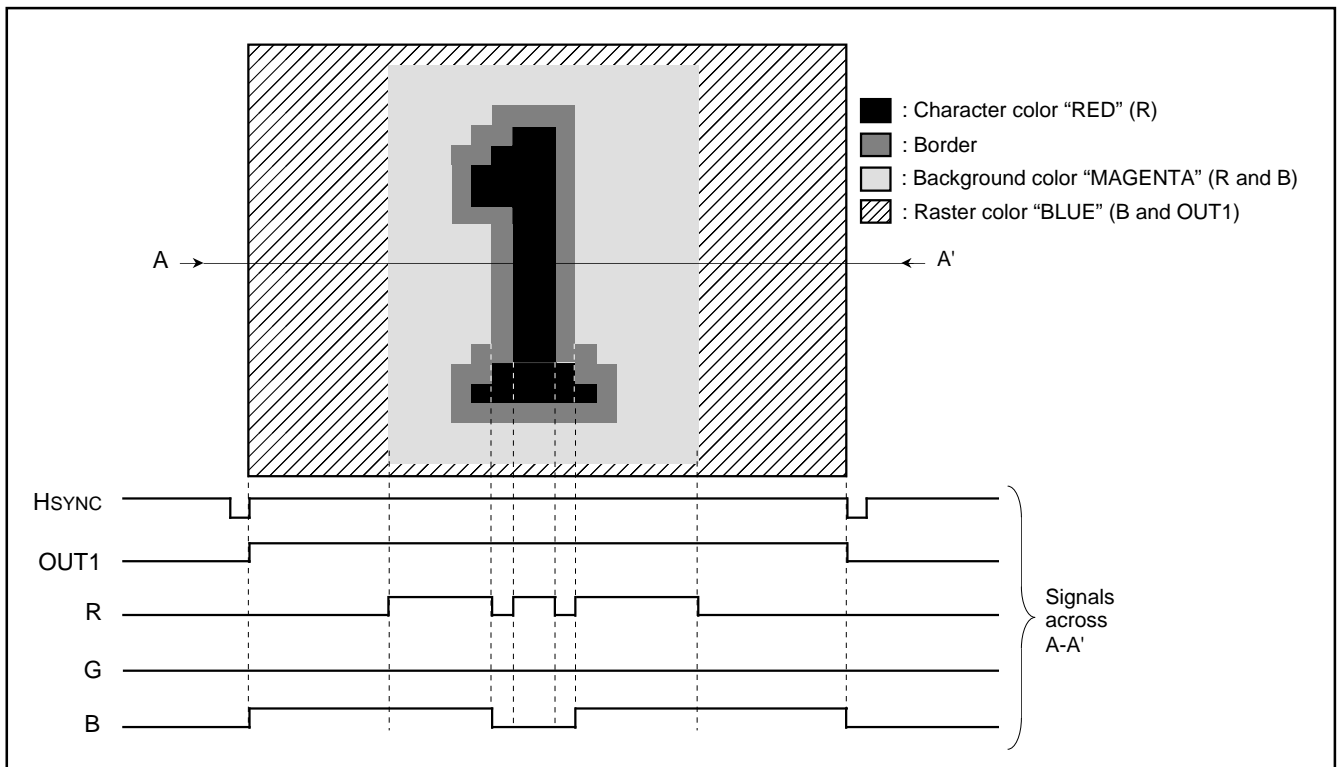 : Character color “RED” (R)
: Border
: Background color “MAGENTA” (R and B)
: Raster color “BLUE” (B and OUT1)
A
A'
HSYNC
OUT1
R
G
B
Signals
across
A-A'